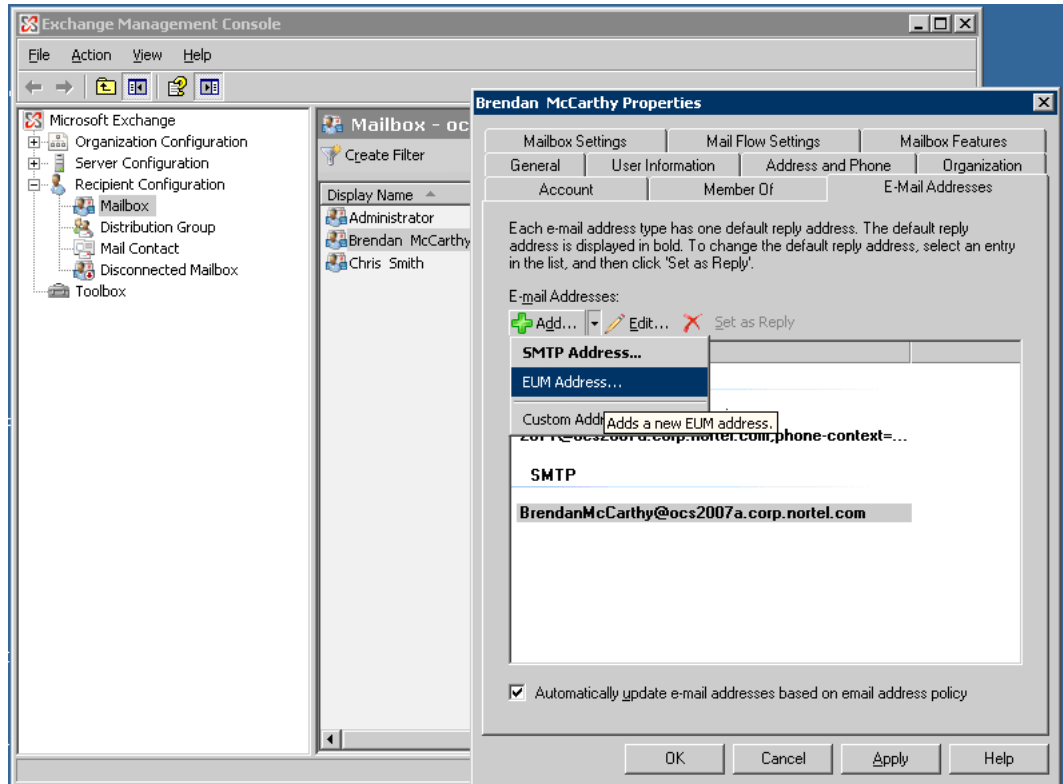 Exchange Management Console
File Action View Help
Microsoft Exchange
Organization Configuration
Server Configuration
Recipient Configuration
Mailbox
Distribution Group
Mail Contact
Disconnected Mailbox
Toolbox
Mailbox - oc
Create Filter
Display Name
Administrator
Brendan McCarthy
Chris Smith
Brendan McCarthy Properties
Mailbox Settings Mail Flow Settings Mailbox Features
General User Information Address and Phone Organization
Account Member Of E-Mail Addresses
Each e-mail address type has one default reply address. The default reply
address is displayed in bold. To change the default reply address, select an entry
in the list, and then click 'Set as Reply'.
E-mail Addresses:
Add... Edit... Set as Reply
SMTP Address...
EUM Address...
Custom Addr
Adds a new EUM address.
phone-context=...
SMTP
BrendanMcCarthy@ocs2007a.corp.nortel.com
Automatically update e-mail addresses based on email address policy
OK Cancel Apply Help